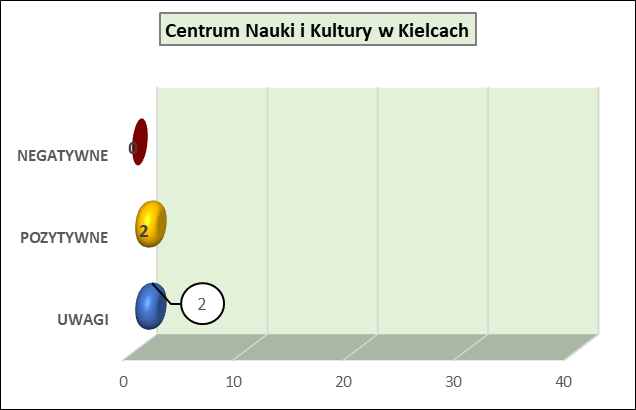 Centrum Nauki i Kultury w Kielcach
NEGATYWNE
0
POZYTYWNE
2
UWAGI
2
0 10 20 30 40